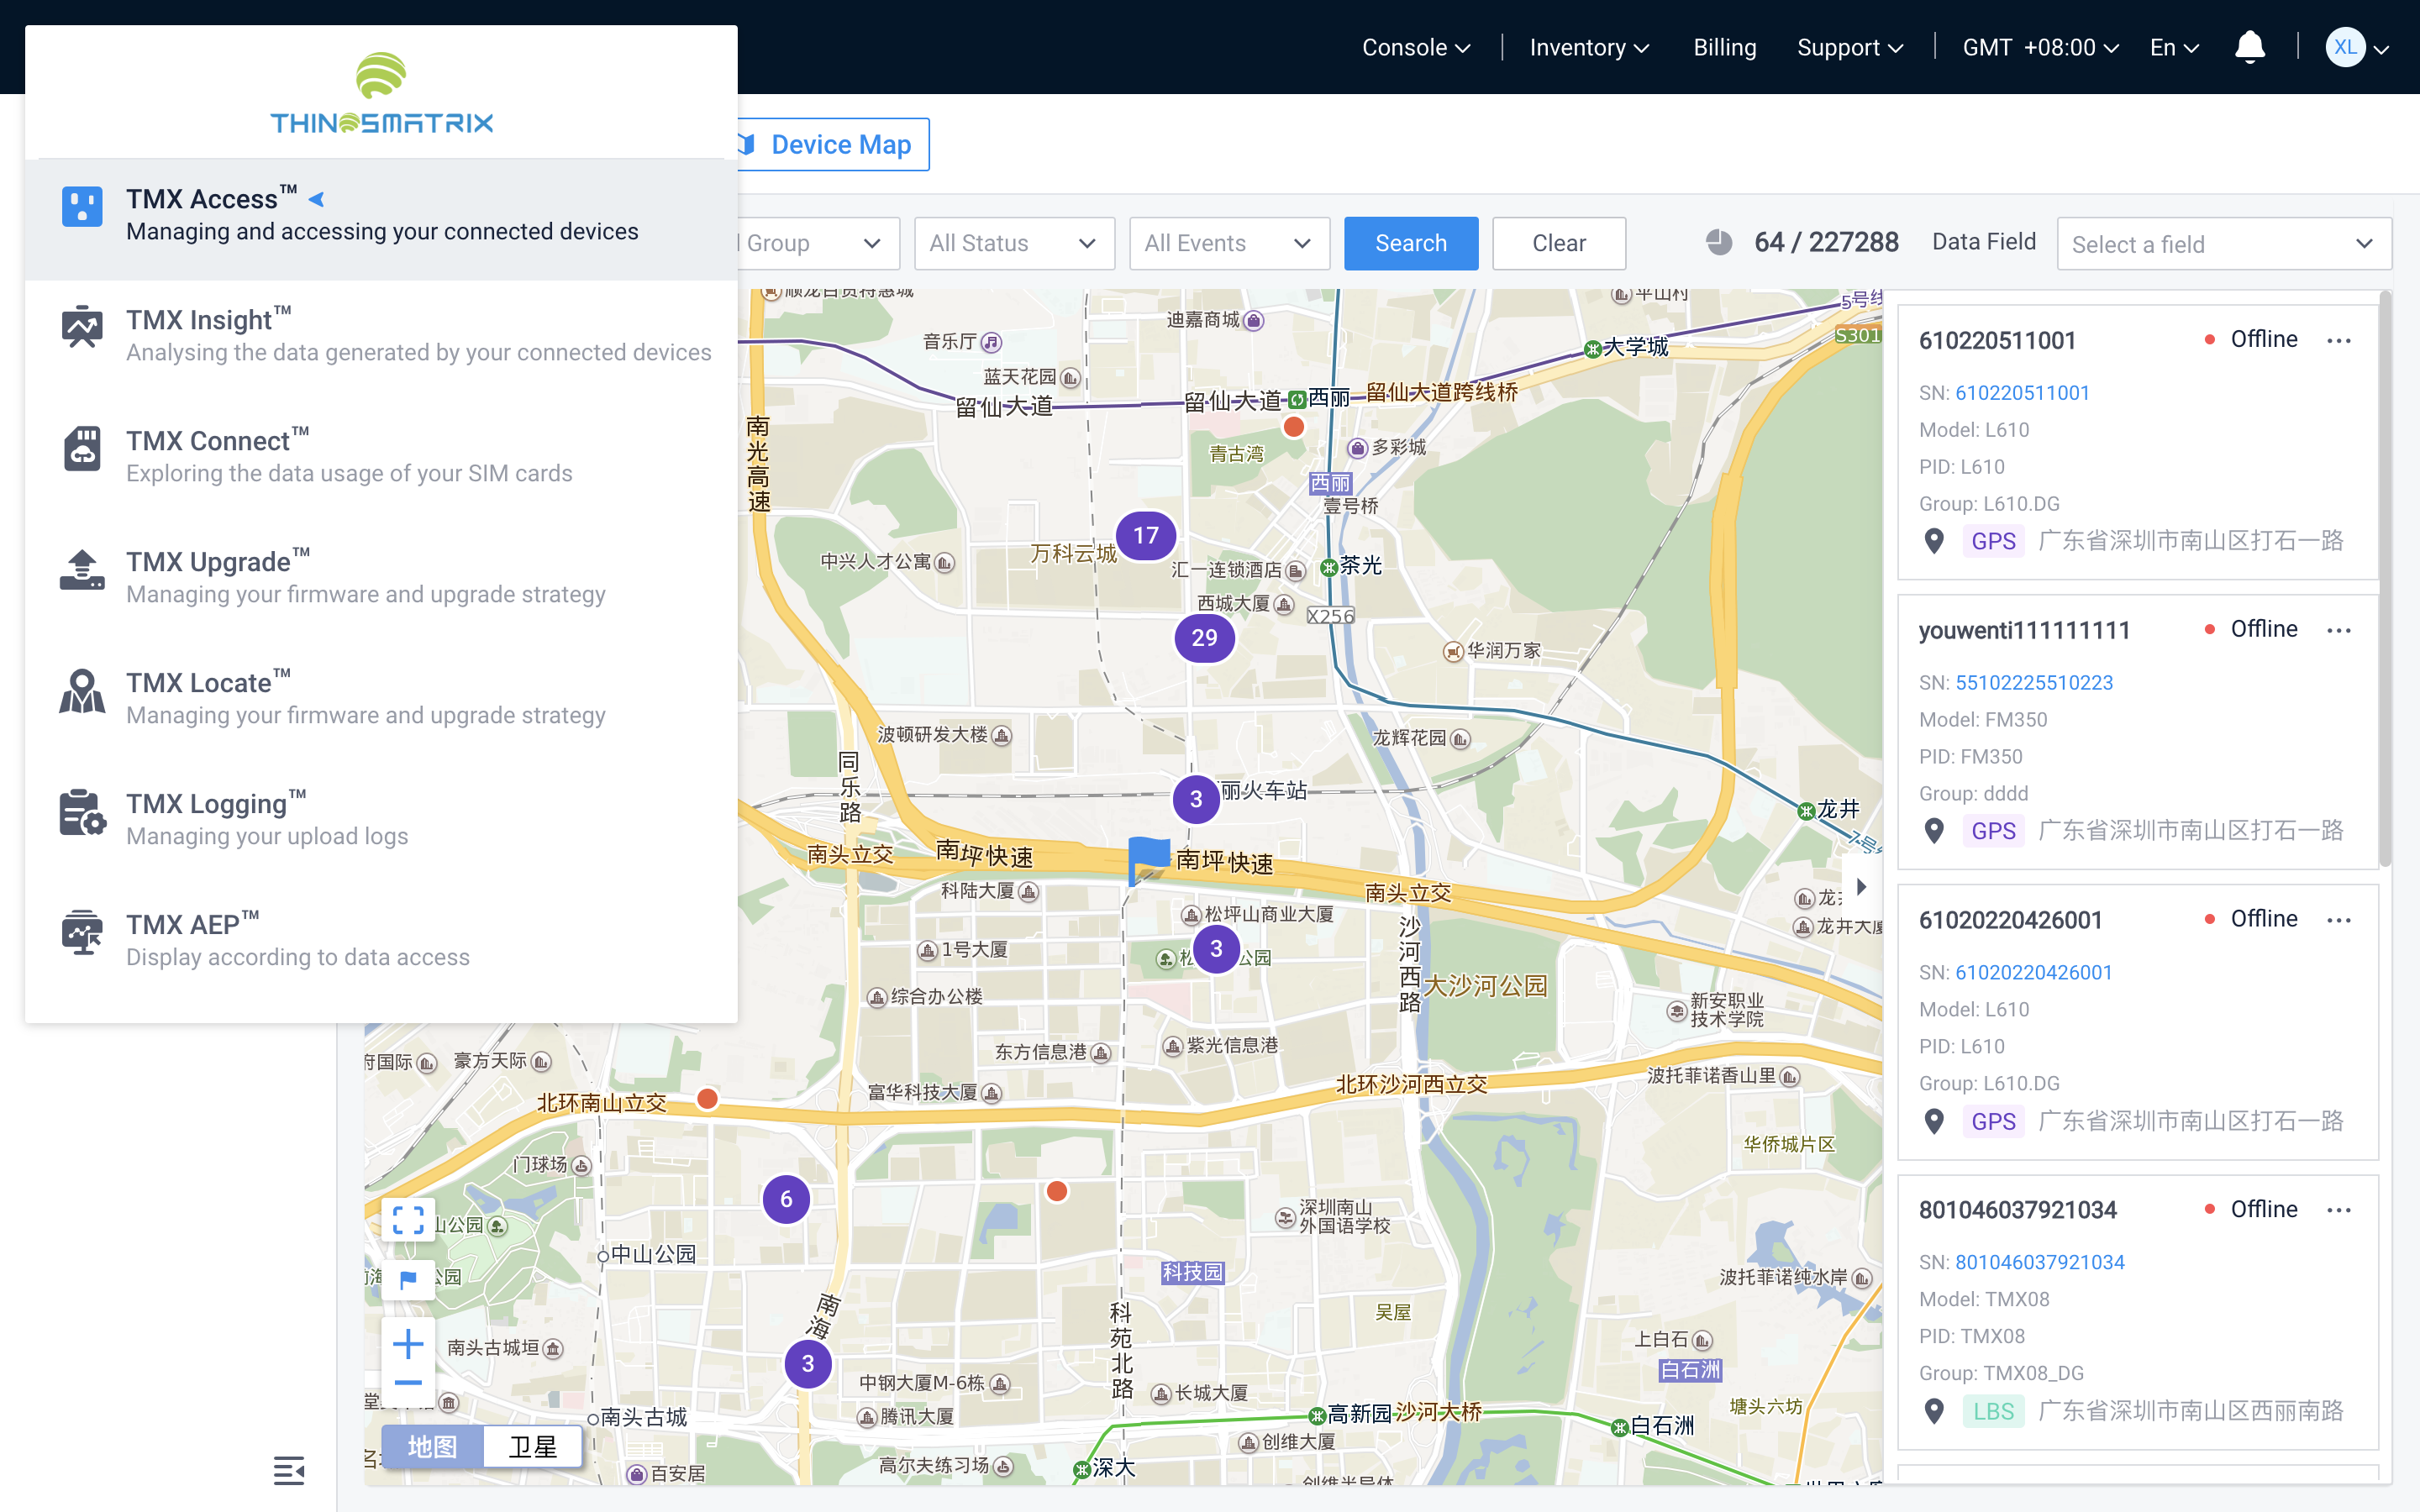 Console
Inventory
Billing
Support
GMT +08:00
En
XL
THINGSMATRIX
TMX Access™
Managing and accessing your connected devices
TMX Insight™
Analysing the data generated by your connected devices
TMX Connect™
Exploring the data usage of your SIM cards
TMX Upgrade™
Managing your firmware and upgrade strategy
TMX Locate™
Managing your firmware and upgrade strategy
TMX Logging™
Managing your upload logs
TMX AEP™
Display according to data access
Device Map
Group
All Status
All Events
Search
Clear
64 / 227288
Data Field
Select a field
平山村
5号线
迪嘉商城
S301
音乐厅
大学城
蓝天花园
留仙大道
留仙大道
西丽
留仙大道跨线桥
南光高速
青古湾
多彩城
西丽
壹号桥
17
万科云城
中兴人才公寓
汇一连锁酒店
茶光
西城大厦
X256
29
华润万家
波顿研发大楼
龙辉花园
同乐路
3
丽火车站
龙井
7号线
南头立交
南坪快速
南坪快速
科陆大厦
南头立交
松坪山商业大厦
沙河西路
1号大厦
3
公园
大沙河公园
综合办公楼
新安职业
技术学院
府国际
豪方天际
东方信息港
紫光信息港
富华科技大厦
北环沙河西立交
波托菲诺香山里
北环南山立交
华侨城片区
门球场
6
深圳南山
外国语学校
山公园
中山公园
科技园
公园
波托菲诺纯水岸
南海
科苑北路
吴屋
南头古城垣
上白石
3
白石洲
中钢大厦M-6栋
长城大厦
塘头六坊
南头古城
腾讯大厦
高新园
沙河大桥
白石洲
地图
卫星
创维大厦
百安居
高尔夫练习场
深大
610220511001
Offline
SN: 610220511001
Model: L610
PID: L610
Group: L610.DG
GPS 广东省深圳市南山区打石一路
youwenti111111111
Offline
SN: 55102225510223
Model: FM350
PID: FM350
Group: dddd
GPS 广东省深圳市南山区打石一路
61020220426001
Offline
SN: 61020220426001
Model: L610
PID: L610
Group: L610.DG
GPS 广东省深圳市南山区打石一路
801046037921034
Offline
SN: 801046037921034
Model: TMX08
PID: TMX08
Group: TMX08_DG
LBS 广东省深圳市南山区西丽南路